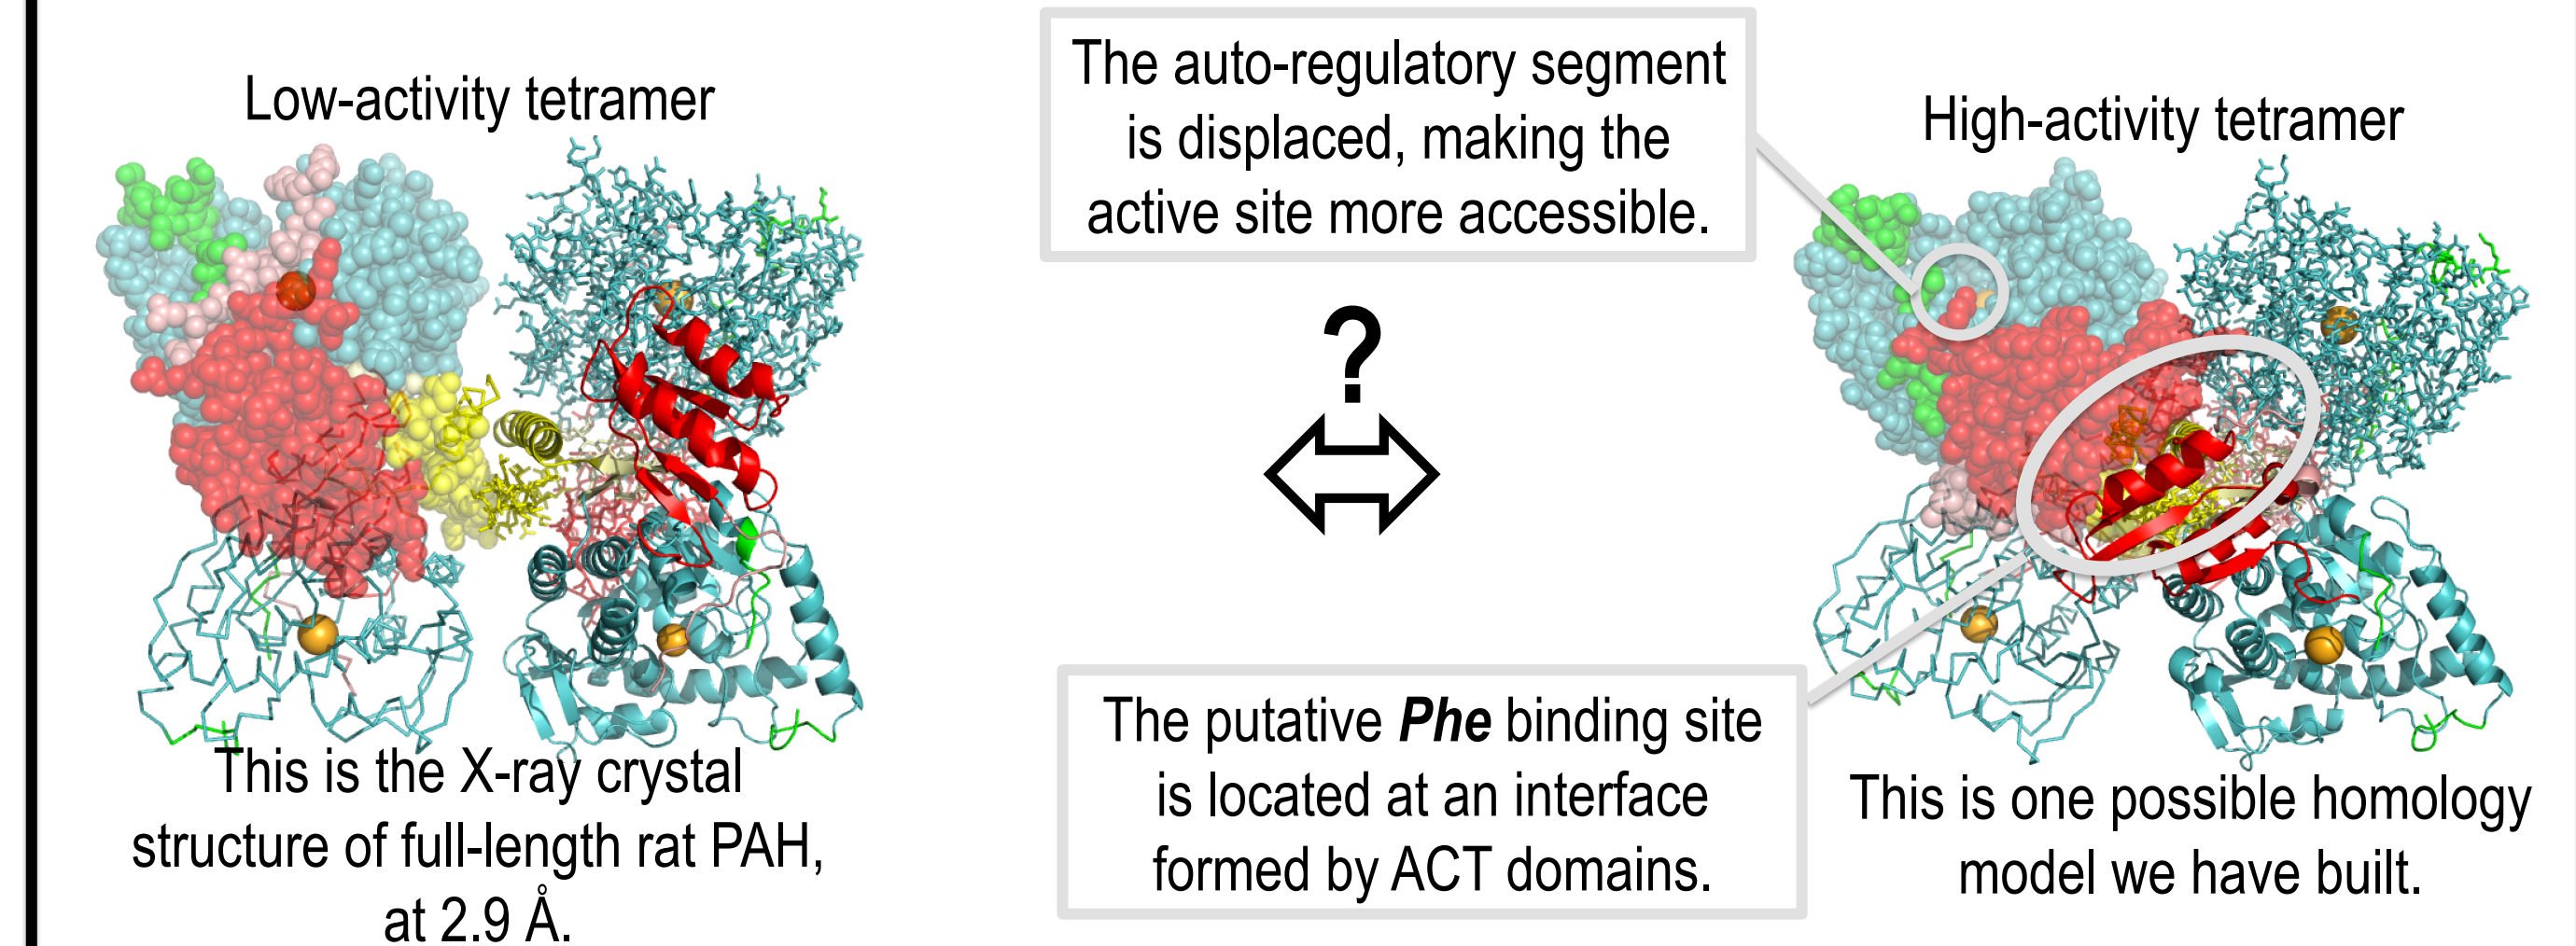 Low-activity tetramer
The auto-regulatory segment
is displaced, making the
active site more accessible.
High-activity tetramer
?
The putative Phe binding site
is located at an interface
formed by ACT domains.
This is the X-ray crystal
structure of full-length rat PAH,
at 2.9 Å.
This is one possible homology
model we have built.